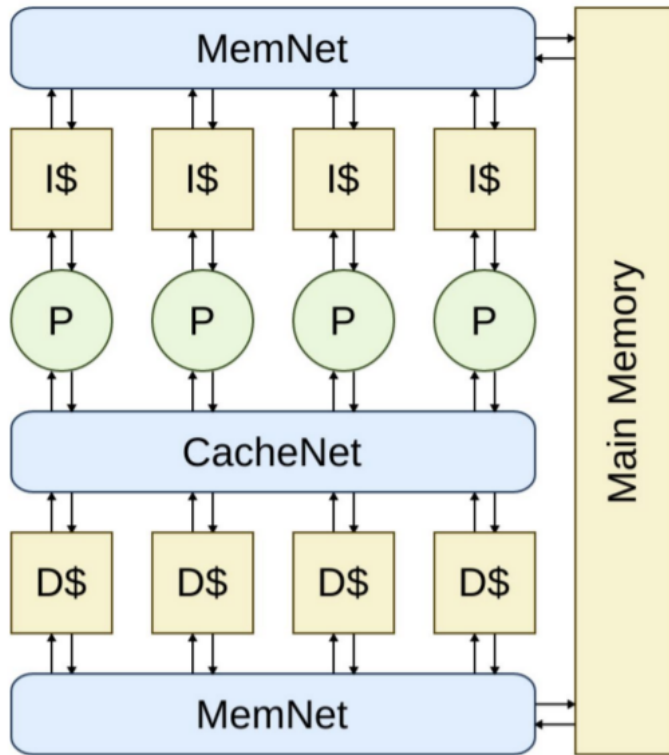 MemNet
I$ I$ I$ I$
P P P P
CacheNet
D$ D$ D$ D$
MemNet
Main Memory